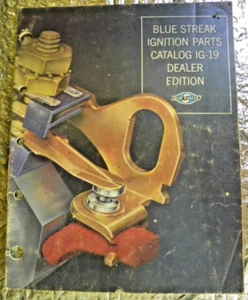 BLUE STREAK
IGNITION PARTS
CATALOG IG-19
DEALER
EDITION